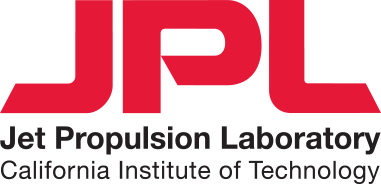 JPL
Jet Propulsion Laboratory
California Institute of Technology